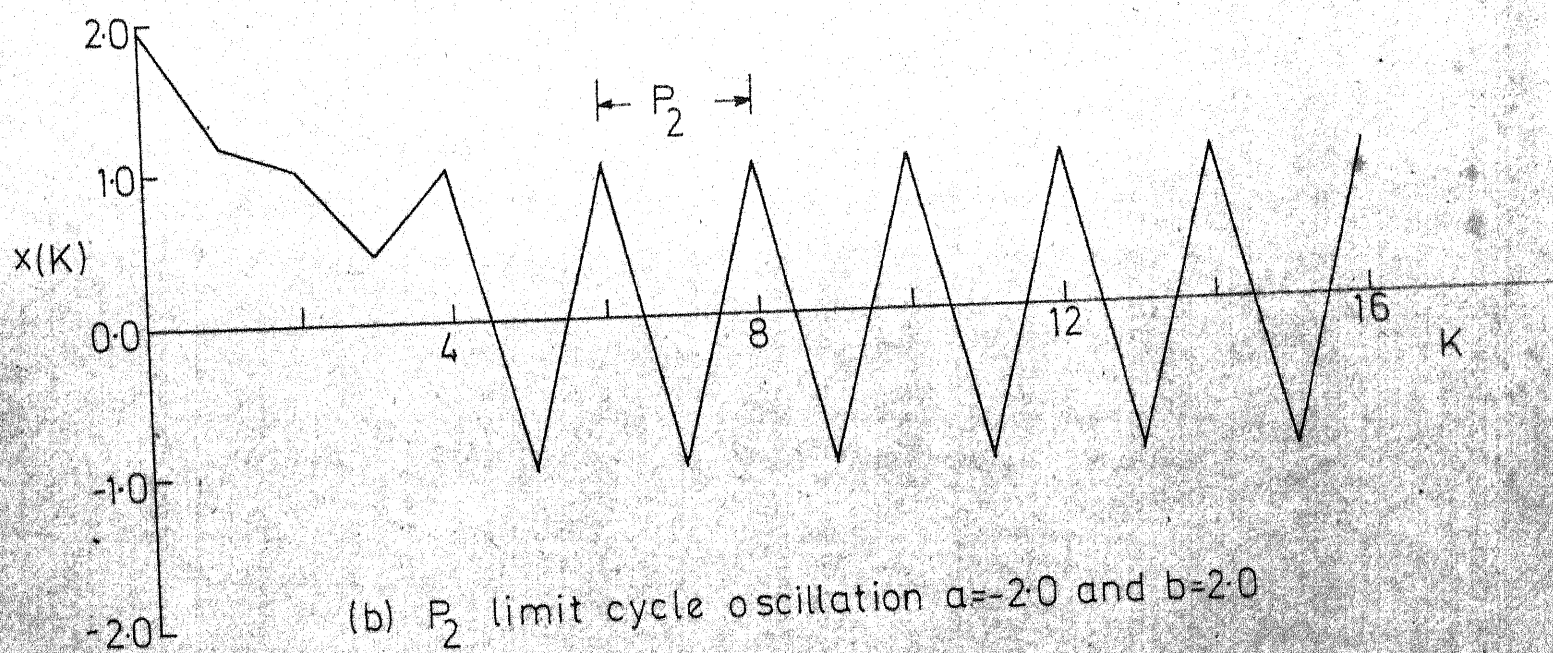 2·0
P2
1·0
x(K)
0·0
4
8
12
16
K
-1·0
-2·0
(b) P2 limit cycle oscillation a=-2·0 and b=2·0